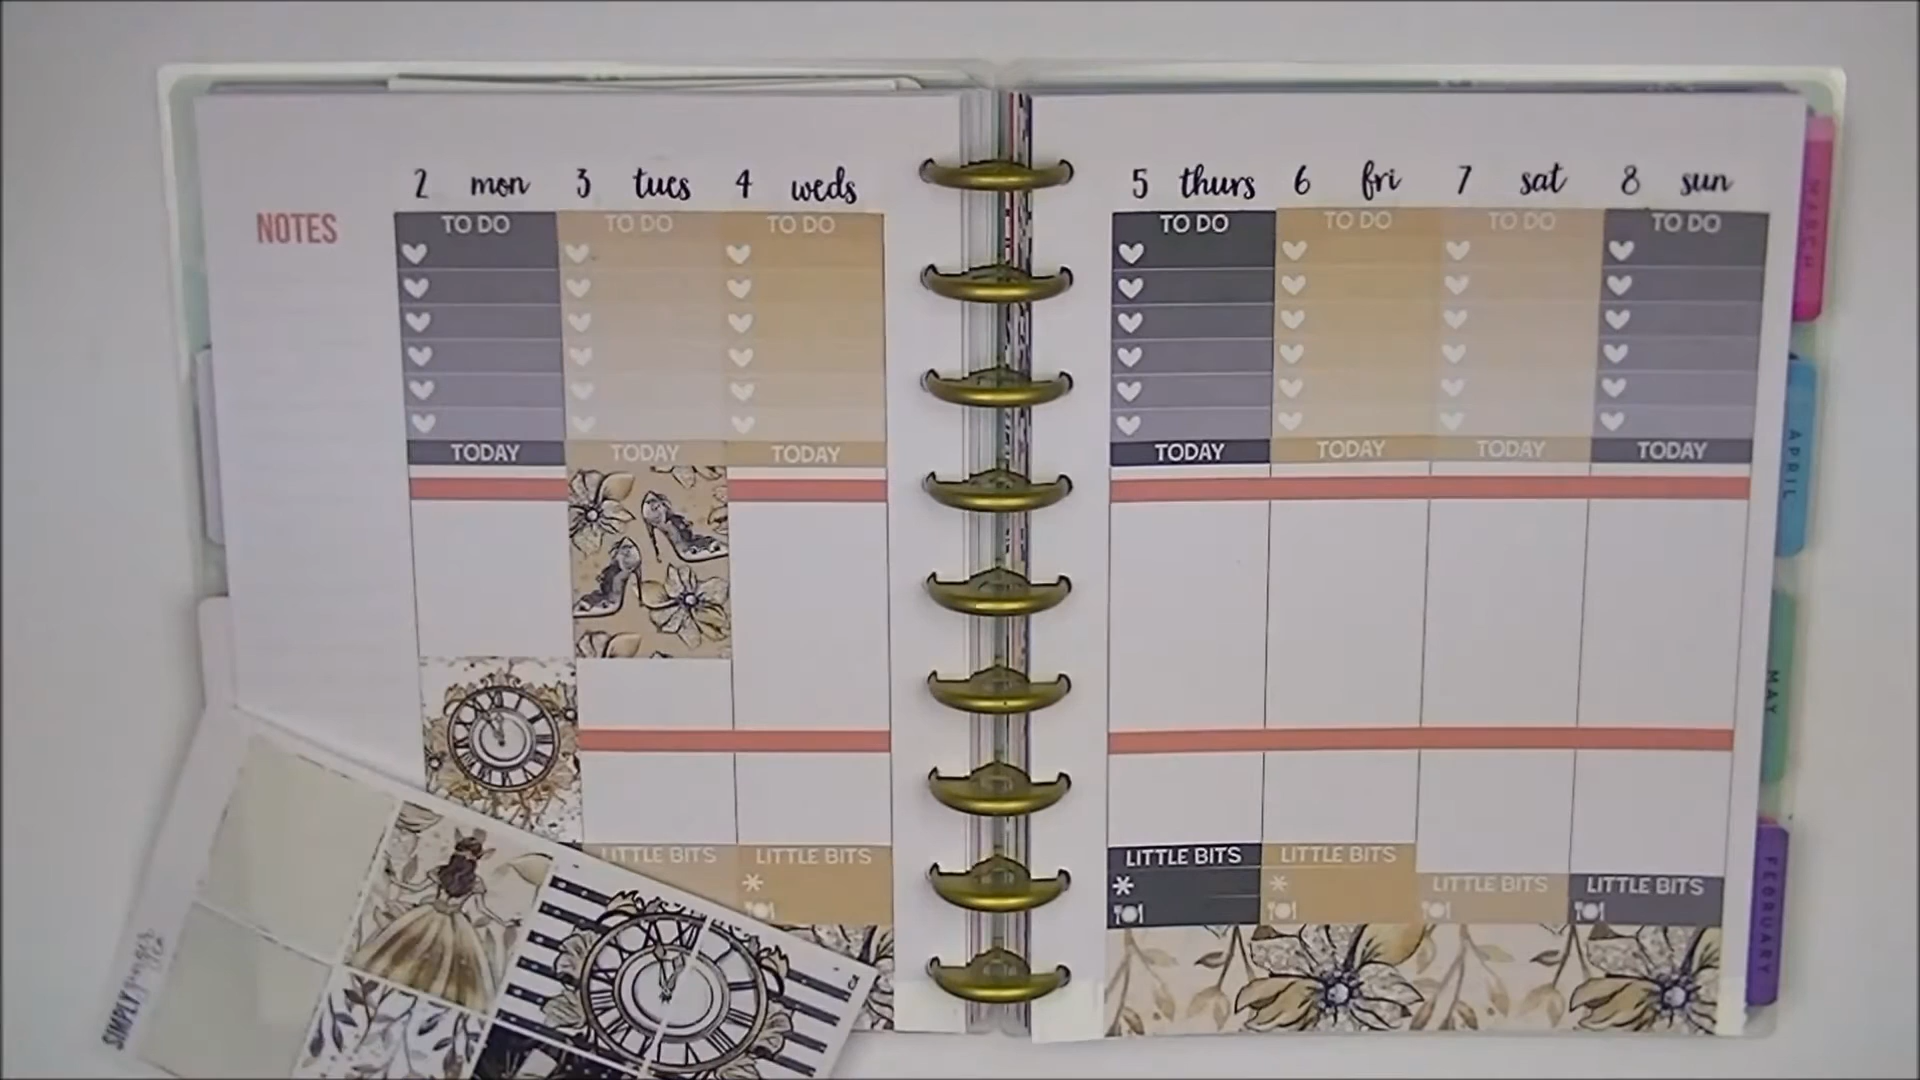 2 mon 3 tues 4 weds 5 thurs 6 fri 7 sat 8 sun
NOTES
TO DO TO DO TO DO TO DO TO DO TO DO TO DO
TODAY TODAY TODAY TODAY TODAY TODAY TODAY
LITTLE BITS LITTLE BITS LITTLE BITS LITTLE BITS LITTLE BITS LITTLE BITS
MARCH
APRIL
MAY
FEBRUARY
SIMPLY